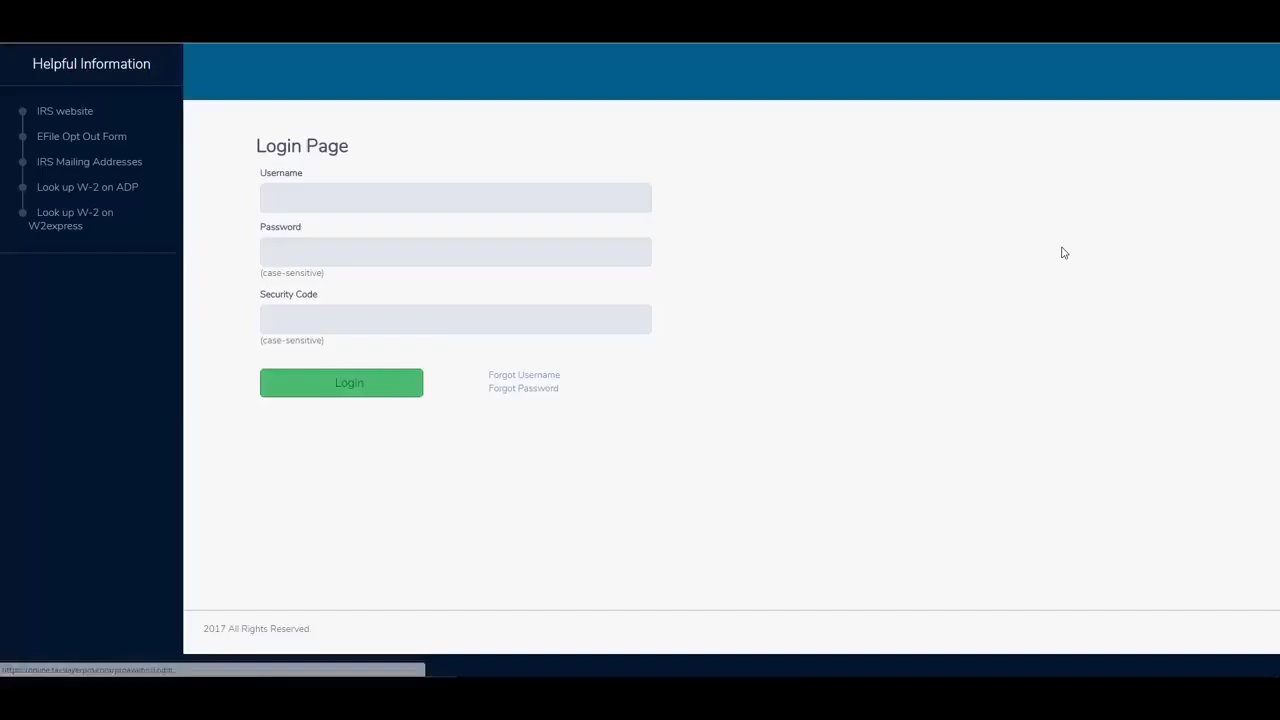 Helpful Information
IRS website
EFile Opt Out Form
IRS Mailing Addresses
Look up W-2 on ADP
Look up W-2 on
W2express
Login Page
Username
Password
(case-sensitive)
Security Code
(case-sensitive)
Login
Forgot Username
Forgot Password
2017 All Rights Reserved.